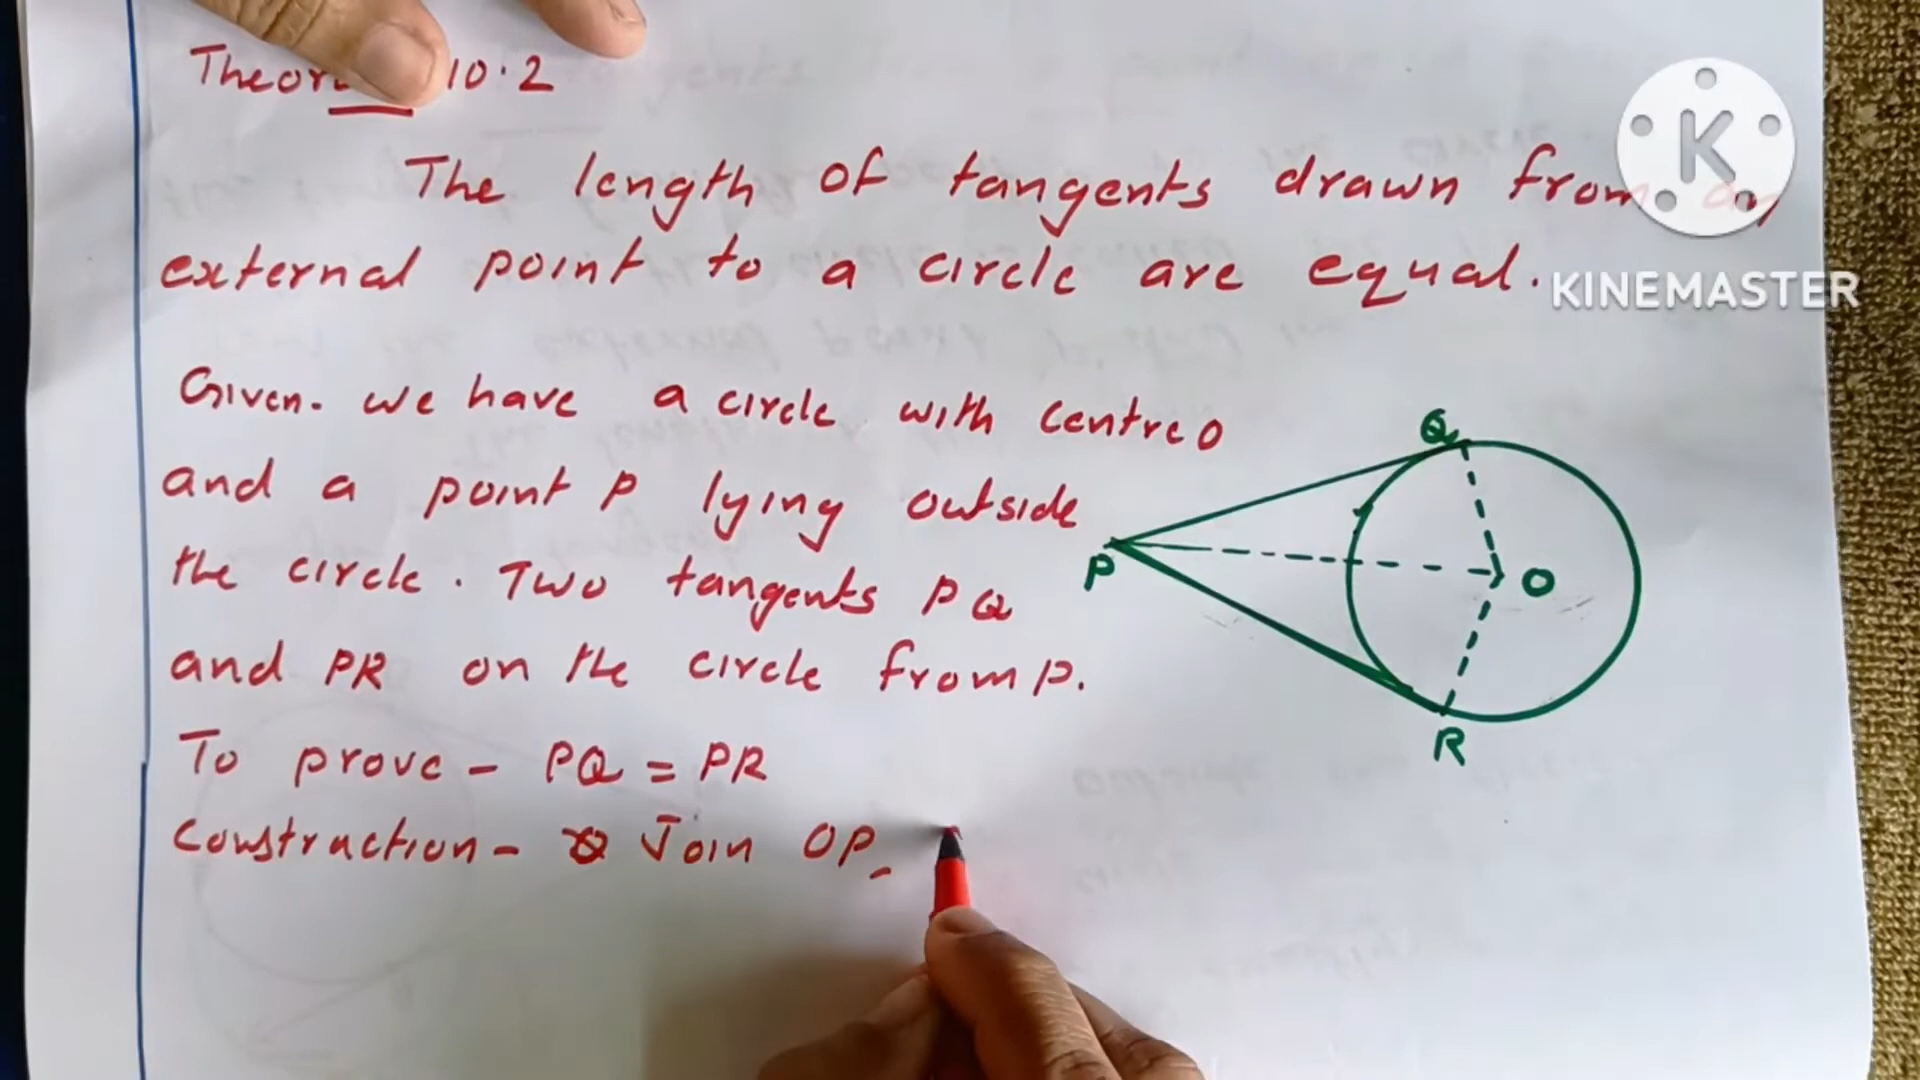 10.2
The length of tangents drawn from an
external point to a circle are equal.
KINEMASTER
Given. We have a circle with centre O
and a point P lying outside
the circle. Two tangents PQ
and PR on the circle from P.
To prove - PQ = PR
Construction - Join OP,
Q
P
O
R
K